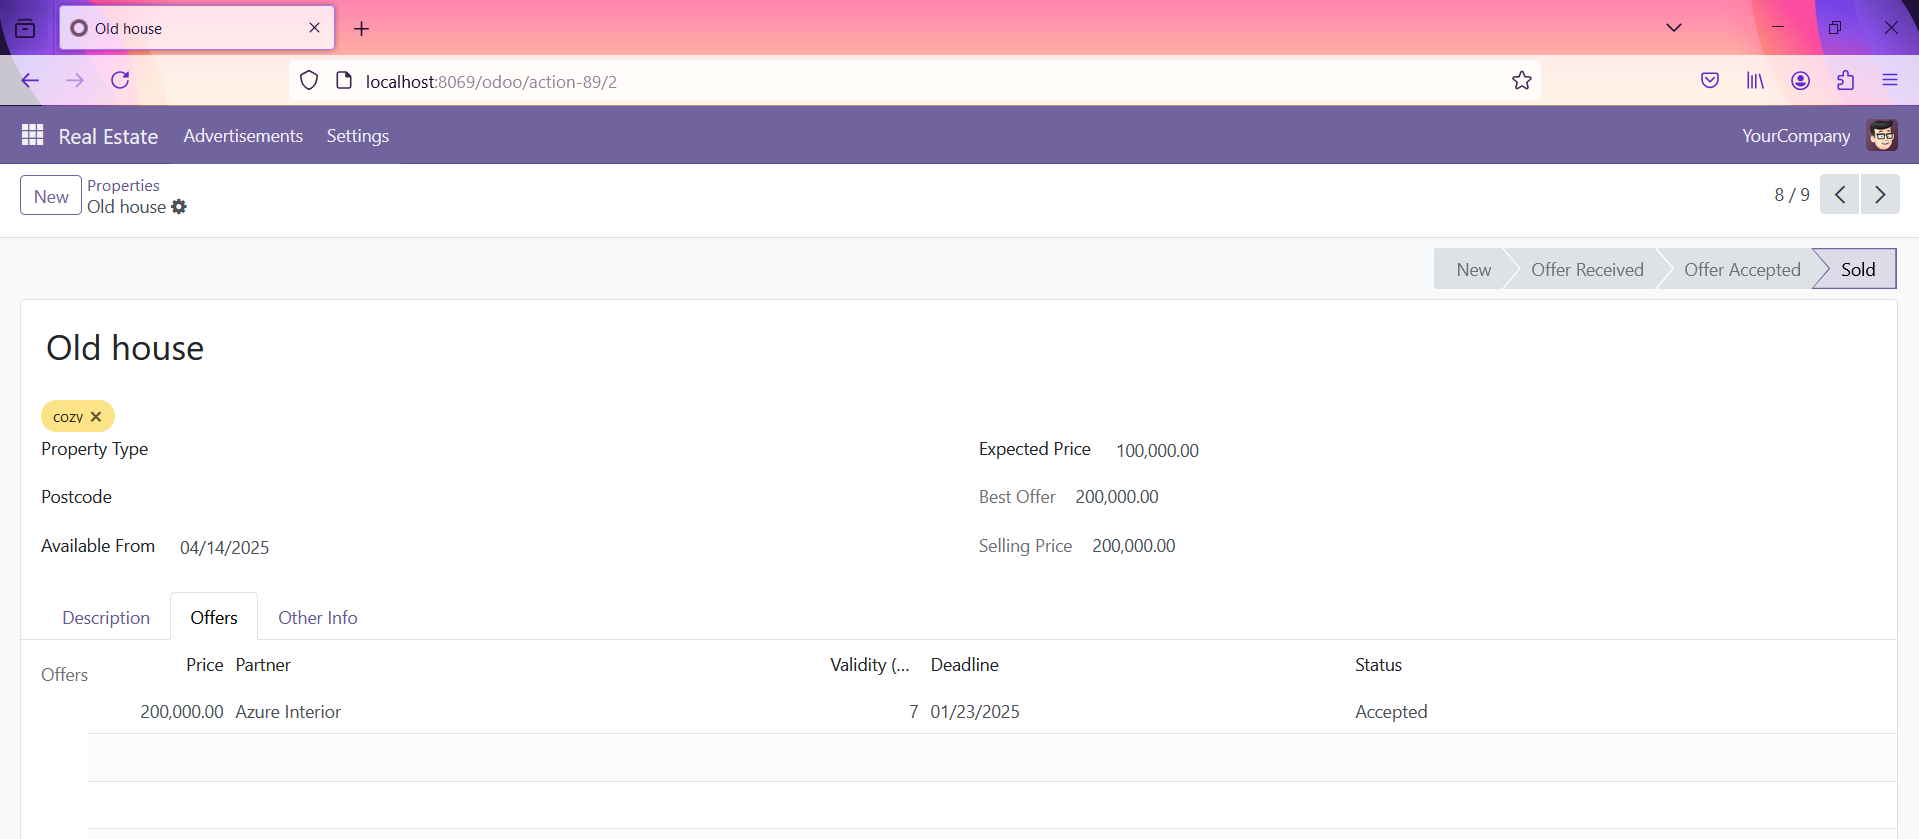 Old house
localhost:8069/odoo/action-89/2
Real Estate Advertisements Settings YourCompany
New Properties
Old house
8 / 9
New Offer Received Offer Accepted Sold
Old house
cozy
Property Type Expected Price 100,000.00
Postcode Best Offer 200,000.00
Available From 04/14/2025 Selling Price 200,000.00
Description Offers Other Info
Offers Price Partner Validity (... Deadline Status
200,000.00 Azure Interior 7 01/23/2025 Accepted